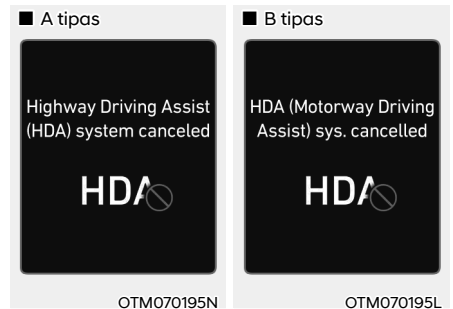 ■ A tipas
Highway Driving Assist
(HDA) system canceled
HDA
OTM070195N
■ B tipas
HDA (Motorway Driving
Assist) sys. cancelled
HDA
OTM070195L